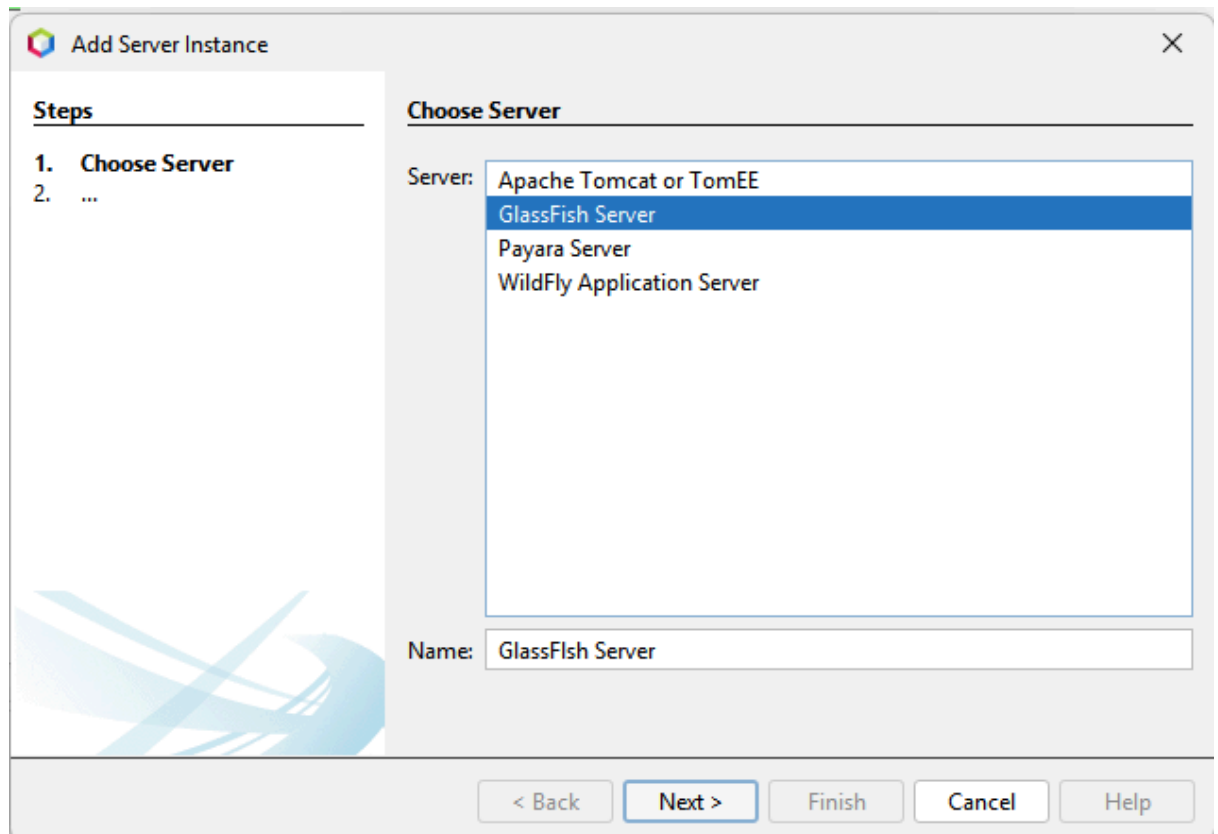 Add Server Instance
Steps
1. Choose Server
2. ...
Choose Server
Server:
Apache Tomcat or TomEE
GlassFish Server
Payara Server
WildFly Application Server
Name: GlassFIsh Server
< Back Next > Finish Cancel Help